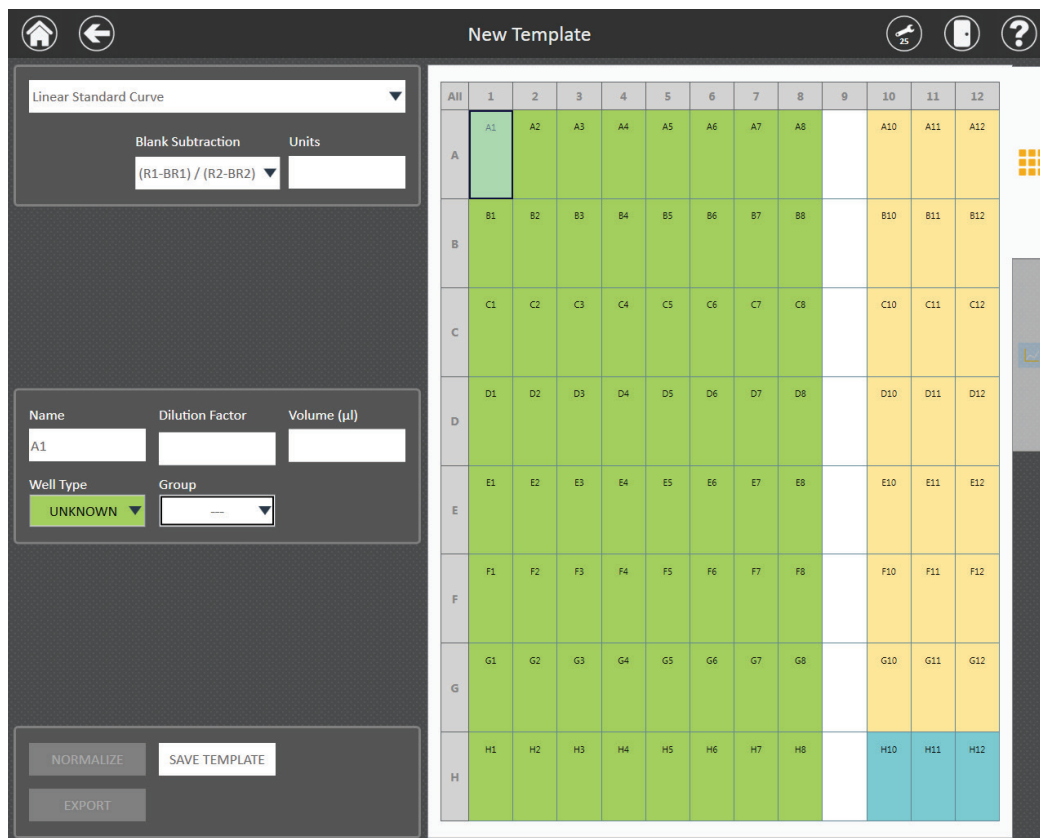 New Template
25
Linear Standard Curve
Blank Subtraction Units
(R1-BR1) / (R2-BR2)
Name Dilution Factor Volume (µl)
A1
Well Type Group
UNKNOWN ---
NORMALIZE SAVE TEMPLATE
EXPORT
All 1 2 3 4 5 6 7 8 9 10 11 12
A A1 A2 A3 A4 A5 A6 A7 A8 A10 A11 A12
B B1 B2 B3 B4 B5 B6 B7 B8 B10 B11 B12
C C1 C2 C3 C4 C5 C6 C7 C8 C10 C11 C12
D D1 D2 D3 D4 D5 D6 D7 D8 D10 D11 D12
E E1 E2 E3 E4 E5 E6 E7 E8 E10 E11 E12
F F1 F2 F3 F4 F5 F6 F7 F8 F10 F11 F12
G G1 G2 G3 G4 G5 G6 G7 G8 G10 G11 G12
H H1 H2 H3 H4 H5 H6 H7 H8 H10 H11 H12